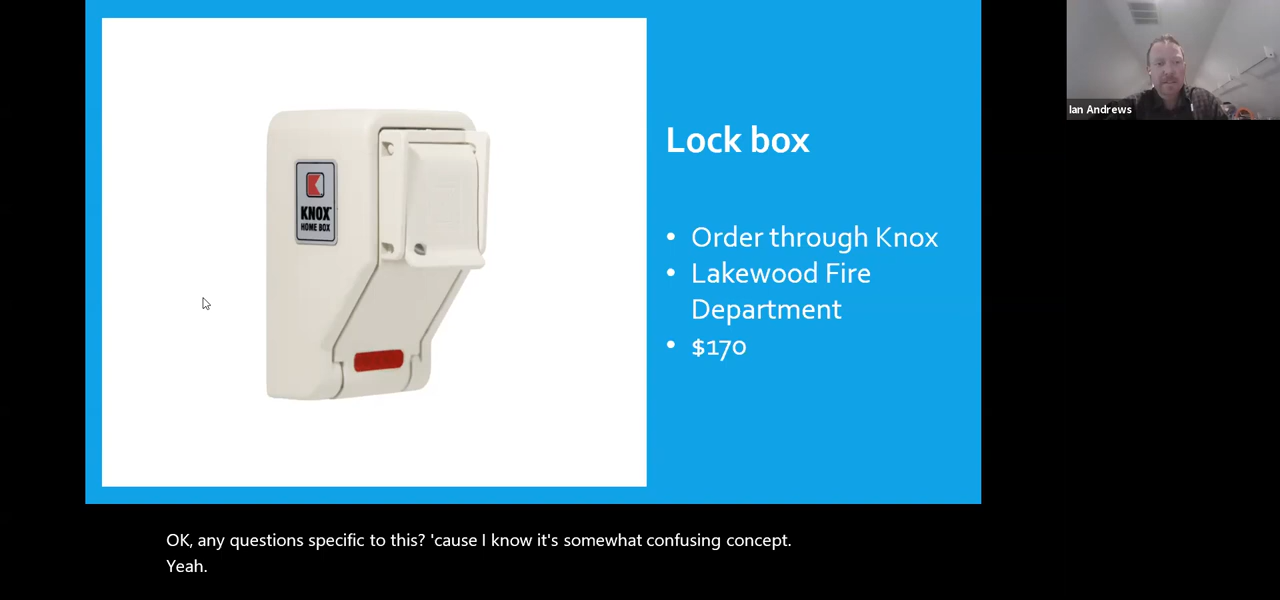 KNOX
HOME BOX
Lock box
• Order through Knox
• Lakewood Fire
Department
• $170
Ian Andrews
OK, any questions specific to this? 'cause I know it's somewhat confusing concept.
Yeah.